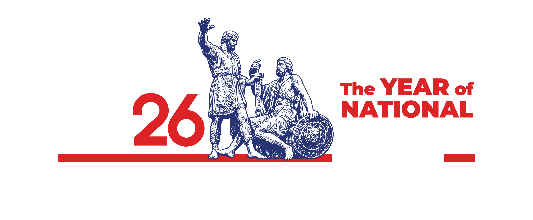 26
The YEAR of
NATIONAL